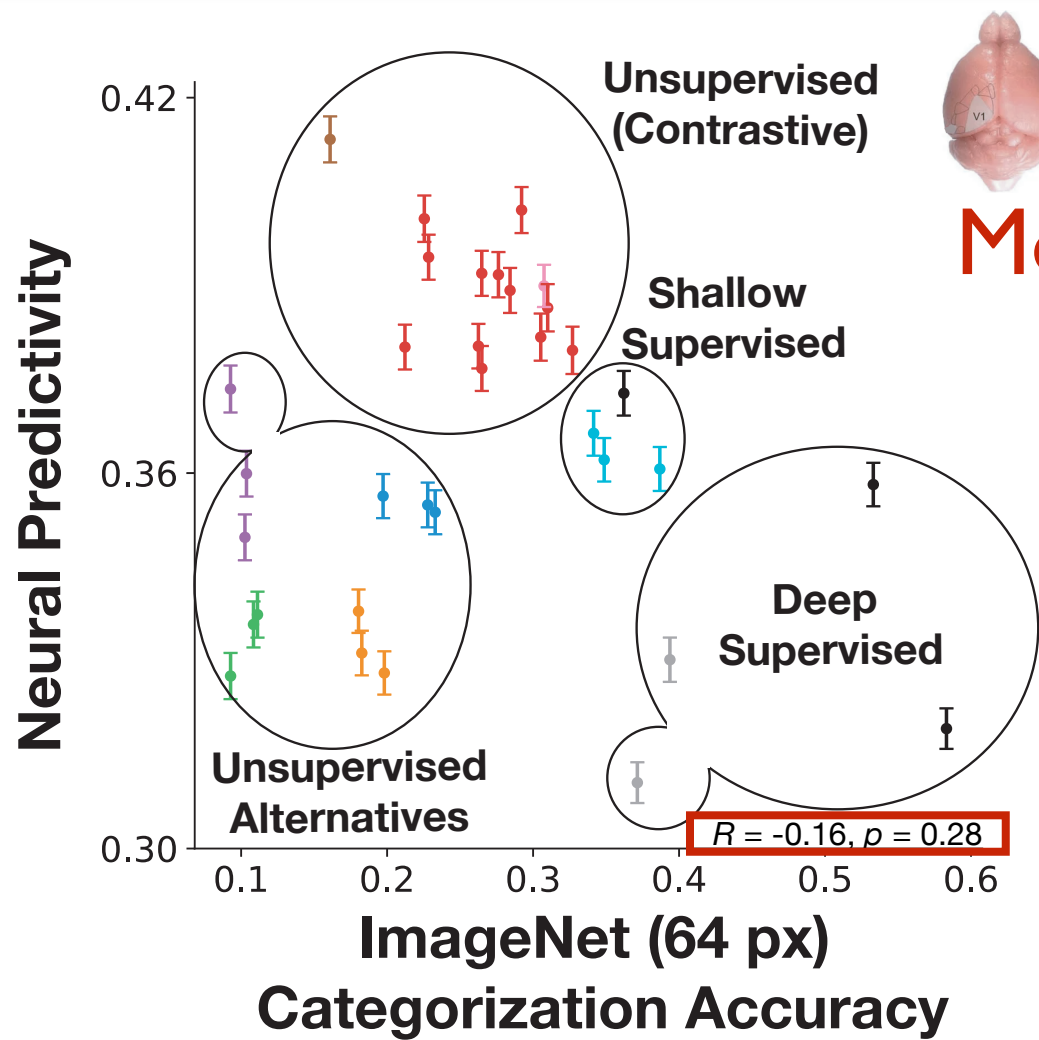 Unsupervised
(Contrastive)
V1
Shallow
Supervised
Deep
Supervised
Unsupervised
Alternatives
R = -0.16, p = 0.28
Neural Predictivity
0.42
0.36
0.30
0.1 0.2 0.3 0.4 0.5 0.6
ImageNet (64 px)
Categorization Accuracy